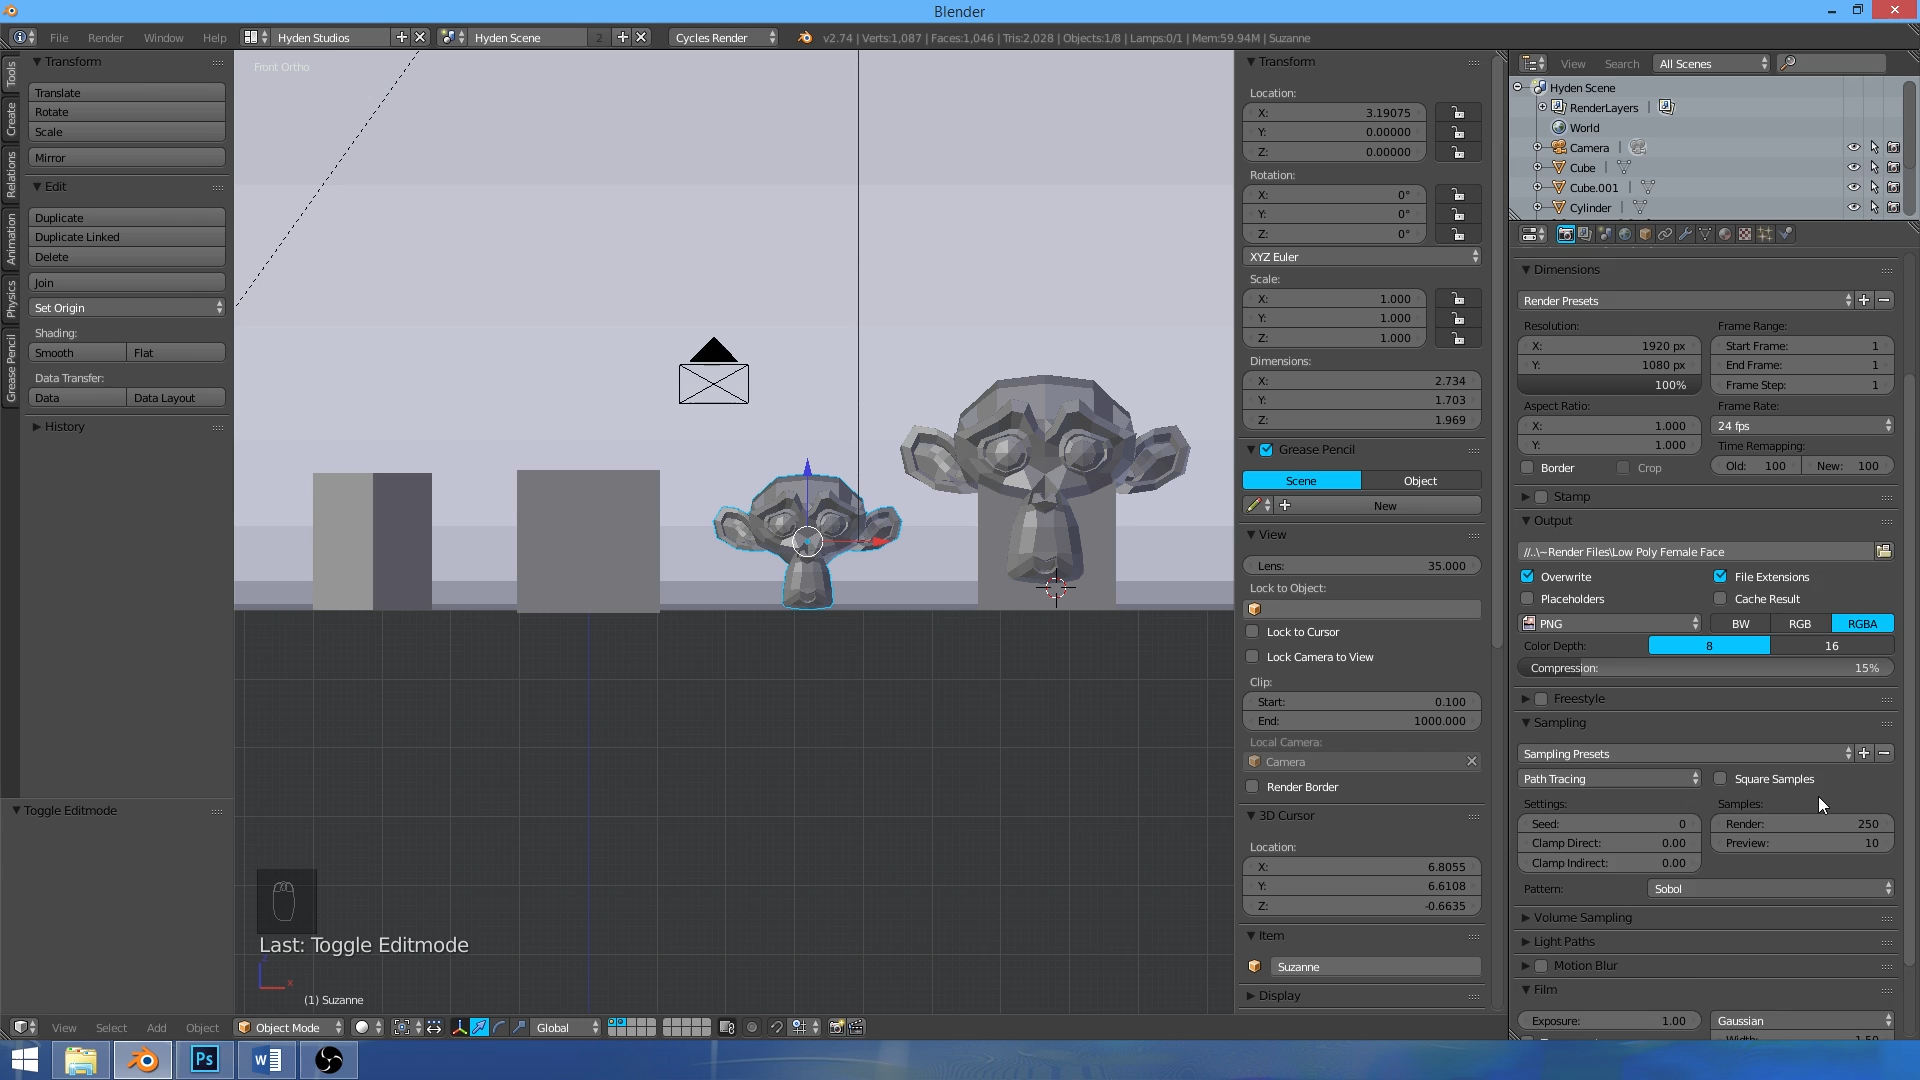 Blender
File Render Window Help Hyden Studios Hyden Scene 2 Cycles Render v2.74 | Verts:1,087 | Faces:1,046 | Tris:2,028 | Objects:1/8 | Lamps:0/1 | Mem:59.94M | Suzanne
Tools
Create
Relations
Animation
Physics
Grease Pencil
Transform
Translate
Rotate
Scale
Mirror
Edit
Duplicate
Duplicate Linked
Delete
Join
Set Origin
Shading:
Smooth Flat
Data Transfer:
Data Data Layout
History
Toggle Editmode
Front Ortho
Last: Toggle Editmode
z
x
(1) Suzanne
View Select Add Object Object Mode Global
Transform
Location:
X: 3.19075
Y: 0.00000
Z: 0.00000
Rotation:
X: 0°
Y: 0°
Z: 0°
XYZ Euler
Scale:
X: 1.000
Y: 1.000
Z: 1.000
Dimensions:
X: 2.734
Y: 1.703
Z: 1.969
Grease Pencil
Scene Object
New
View
Lens: 35.000
Lock to Object:
Lock to Cursor
Lock Camera to View
Clip:
Start: 0.100
End: 1000.000
Local Camera:
Camera
Render Border
3D Cursor
Location:
X: 6.8055
Y: 6.6108
Z: -0.6635
Item
Suzanne
Display
View Search All Scenes
Hyden Scene
RenderLayers |
World
Camera |
Cube |
Cube.001 |
Cylinder |
Dimensions
Render Presets
Resolution: Frame Range:
X: 1920 px Start Frame: 1
Y: 1080 px End Frame: 1
100% Frame Step: 1
Aspect Ratio: Frame Rate:
X: 1.000 24 fps
Y: 1.000 Time Remapping:
Border Crop Old: 100 New: 100
Stamp
Output
//..\~Render Files\Low Poly Female Face
Overwrite File Extensions
Placeholders Cache Result
PNG BW RGB RGBA
Color Depth: 8 16
Compression: 15%
Freestyle
Sampling
Sampling Presets
Path Tracing Square Samples
Settings: Samples:
Seed: 0 Render: 250
Clamp Direct: 0.00 Preview: 10
Clamp Indirect: 0.00
Pattern: Sobol
Volume Sampling
Light Paths
Motion Blur
Film
Exposure: 1.00 Gaussian
Width: 1.50
Ps W